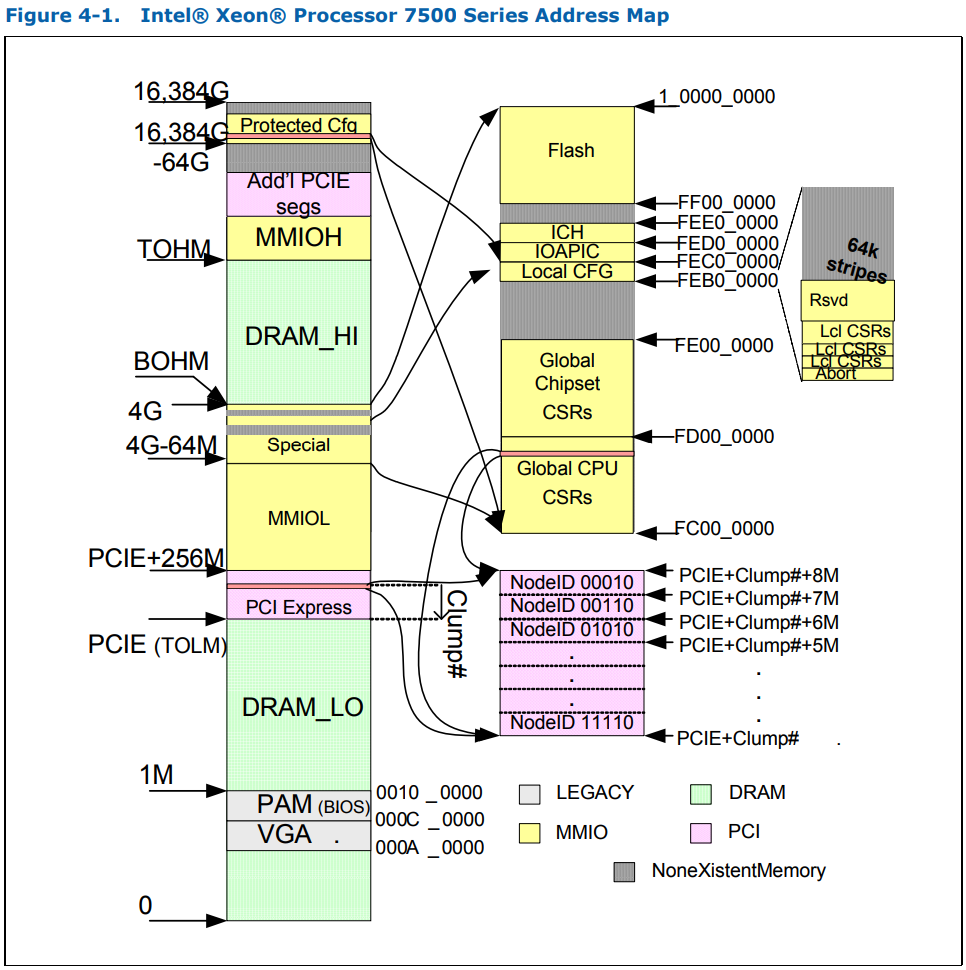 Figure 4-1. Intel® Xeon® Processor 7500 Series Address Map
16,384G
16,384G
-64G
TOHM
BOHM
4G
4G-64M
PCIE+256M
PCIE (TOLM)
1M
0
Protected Cfg
Add'l PCIE
segs
MMIOH
DRAM_HI
Special
MMIOL
PCI Express
DRAM_LO
PAM (BIOS)
VGA .
0010 _0000
000C _0000
000A _0000
Clump#
Flash
ICH
IOAPIC
Local CFG
Global
Chipset
CSRs
Global CPU
CSRs
1_0000_0000
FF00_0000
FEE0_0000
FED0_0000
FEC0_0000
FEB0_0000
FE00_0000
FD00_0000
FC00_0000
64k
stripes
Rsvd
Lcl CSRs
Lcl CSRs
Lcl CSRs
Abort
NodeID 00010
NodeID 00110
NodeID 01010
.
.
.
NodeID 11110
PCIE+Clump#+8M
PCIE+Clump#+7M
PCIE+Clump#+6M
PCIE+Clump#+5M
.
.
.
PCIE+Clump# .
LEGACY
DRAM
MMIO
PCI
NoneXistentMemory